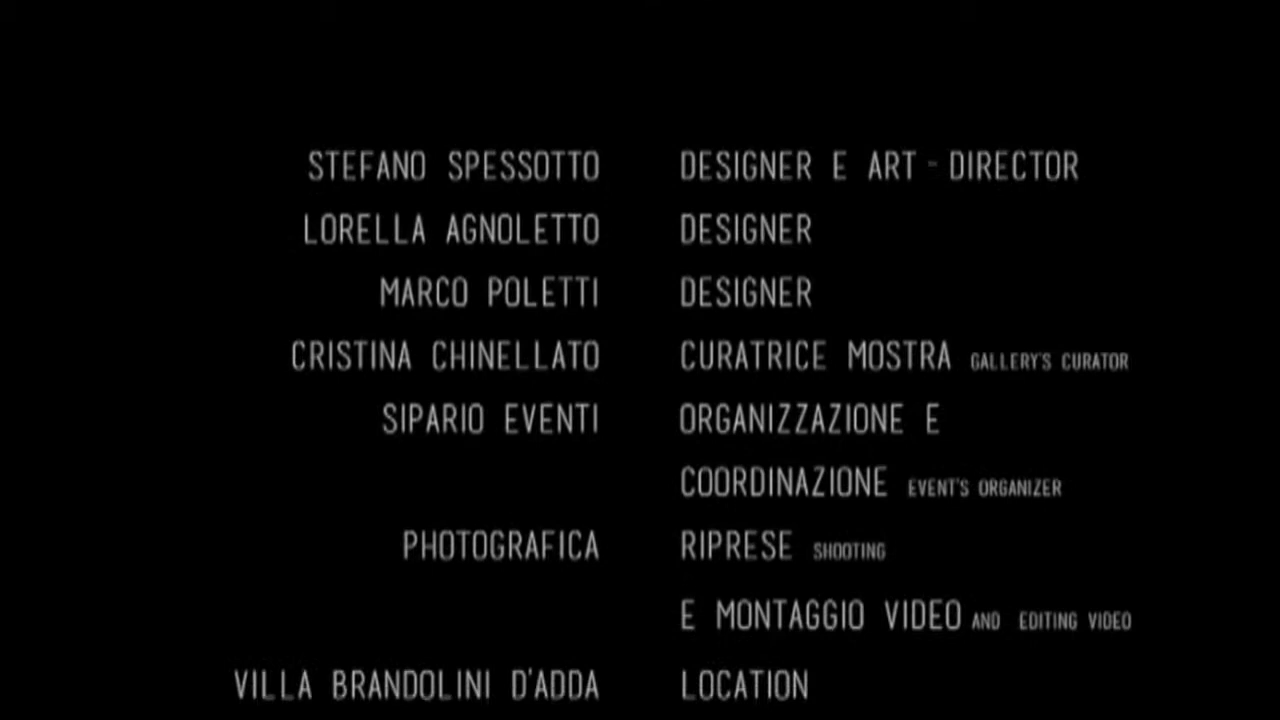 STEFANO SPESSOTTO DESIGNER E ART - DIRECTOR
LORELLA AGNOLETTO DESIGNER
MARCO POLETTI DESIGNER
CRISTINA CHINELLATO CURATRICE MOSTRA GALLERY'S CURATOR
SIPARIO EVENTI ORGANIZZAZIONE E
COORDINAZIONE EVENT'S ORGANIZER
PHOTOGRAFICA RIPRESE SHOOTING
E MONTAGGIO VIDEO AND EDITING VIDEO
VILLA BRANDOLINI D'ADDA LOCATION